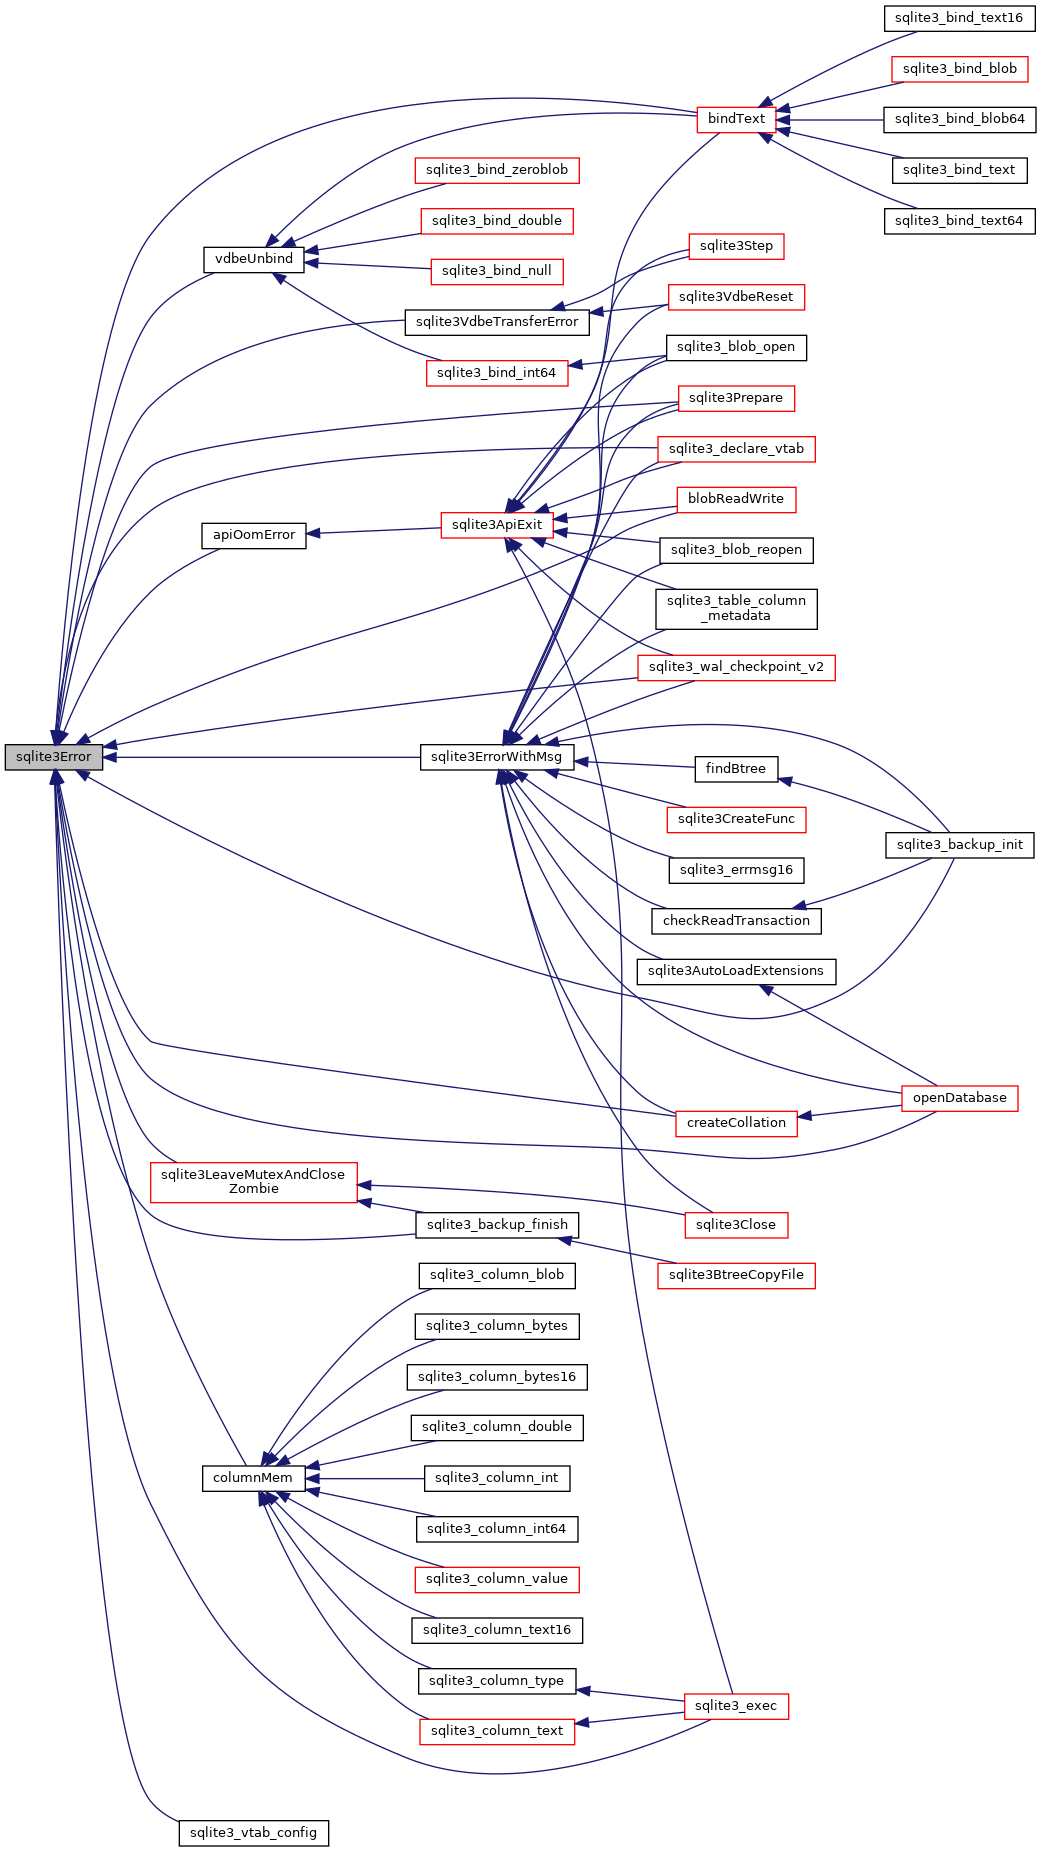 sqlite3_bind_text16
sqlite3_bind_blob
bindText
sqlite3_bind_blob64
sqlite3_bind_zeroblob
sqlite3_bind_text
sqlite3_bind_double
sqlite3_bind_text64
vdbeUnbind
sqlite3Step
sqlite3_bind_null
sqlite3VdbeReset
sqlite3VdbeTransferError
sqlite3_blob_open
sqlite3_bind_int64
sqlite3Prepare
sqlite3_declare_vtab
blobReadWrite
sqlite3ApiExit
apiOomError
sqlite3_blob_reopen
sqlite3_table_column
_metadata
sqlite3_wal_checkpoint_v2
sqlite3Error
sqlite3ErrorWithMsg
findBtree
sqlite3CreateFunc
sqlite3_backup_init
sqlite3_errmsg16
checkReadTransaction
sqlite3AutoLoadExtensions
openDatabase
createCollation
sqlite3LeaveMutexAndClose
Zombie
sqlite3_backup_finish
sqlite3Close
sqlite3_column_blob
sqlite3BtreeCopyFile
sqlite3_column_bytes
sqlite3_column_bytes16
sqlite3_column_double
columnMem
sqlite3_column_int
sqlite3_column_int64
sqlite3_column_value
sqlite3_column_text16
sqlite3_column_type
sqlite3_exec
sqlite3_column_text
sqlite3_vtab_config